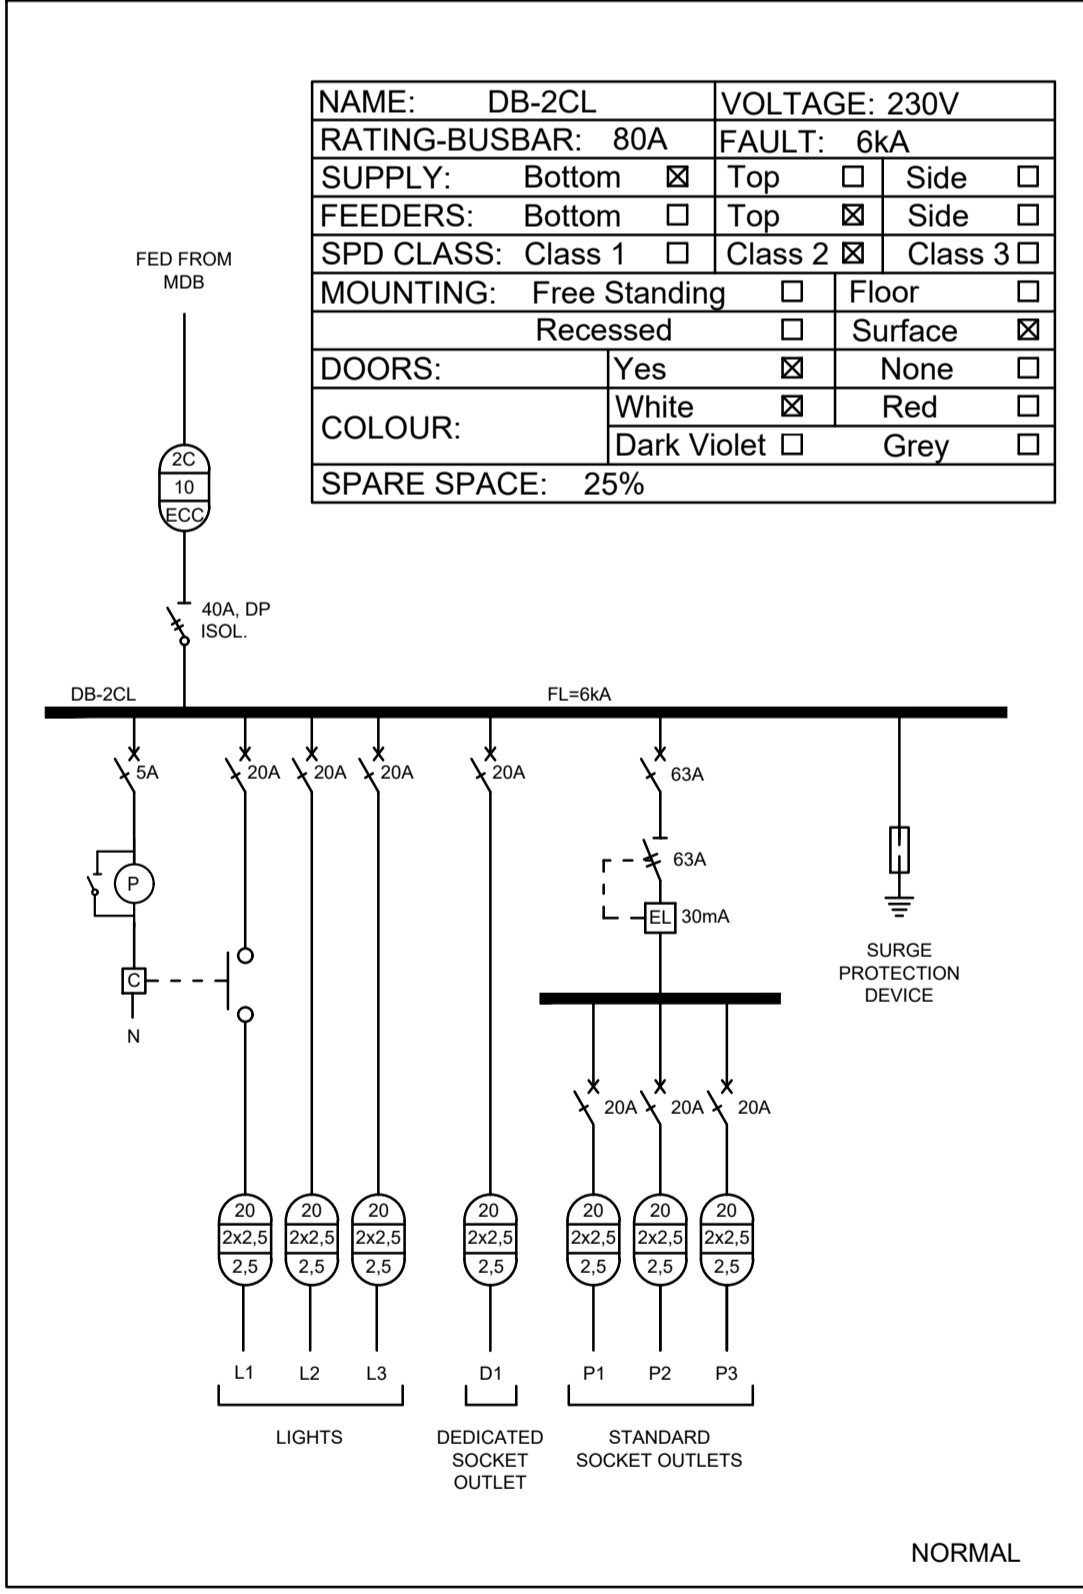 NAME: DB-2CL VOLTAGE: 230V
RATING-BUSBAR: 80A FAULT: 6kA
SUPPLY: Bottom ☒ Top ☐ Side ☐
FEEDERS: Bottom ☐ Top ☒ Side ☐
SPD CLASS: Class 1 ☐ Class 2 ☒ Class 3 ☐
MOUNTING: Free Standing ☐ Floor ☐
Recessed ☐ Surface ☒
DOORS: Yes ☒ None ☐
COLOUR: White ☒ Red ☐
Dark Violet ☐ Grey ☐
SPARE SPACE: 25%
FED FROM
MDB
2C
10
ECC
40A, DP
ISOL.
DB-2CL FL=6kA
5A 20A 20A 20A 20A 63A
P 63A
EL 30mA
C
N
SURGE
PROTECTION
DEVICE
20A 20A 20A
20 20 20 20 20 20 20
2x2,5 2x2,5 2x2,5 2x2,5 2x2,5 2x2,5 2x2,5
2,5 2,5 2,5 2,5 2,5 2,5 2,5
L1 L2 L3 D1 P1 P2 P3
LIGHTS
DEDICATED
SOCKET
OUTLET
STANDARD
SOCKET OUTLETS
NORMAL